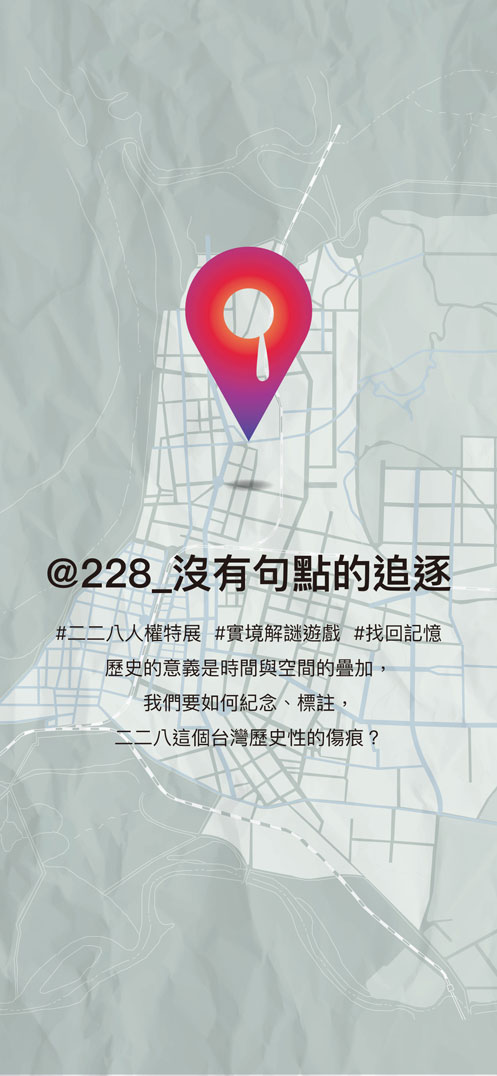 @228_沒有句點的追逐
#二二八人權特展 #實境解謎遊戲 #找回記憶
歷史的意義是時間與空間的疊加，
我們要如何紀念、標註，
二二八這個台灣歷史性的傷痕？